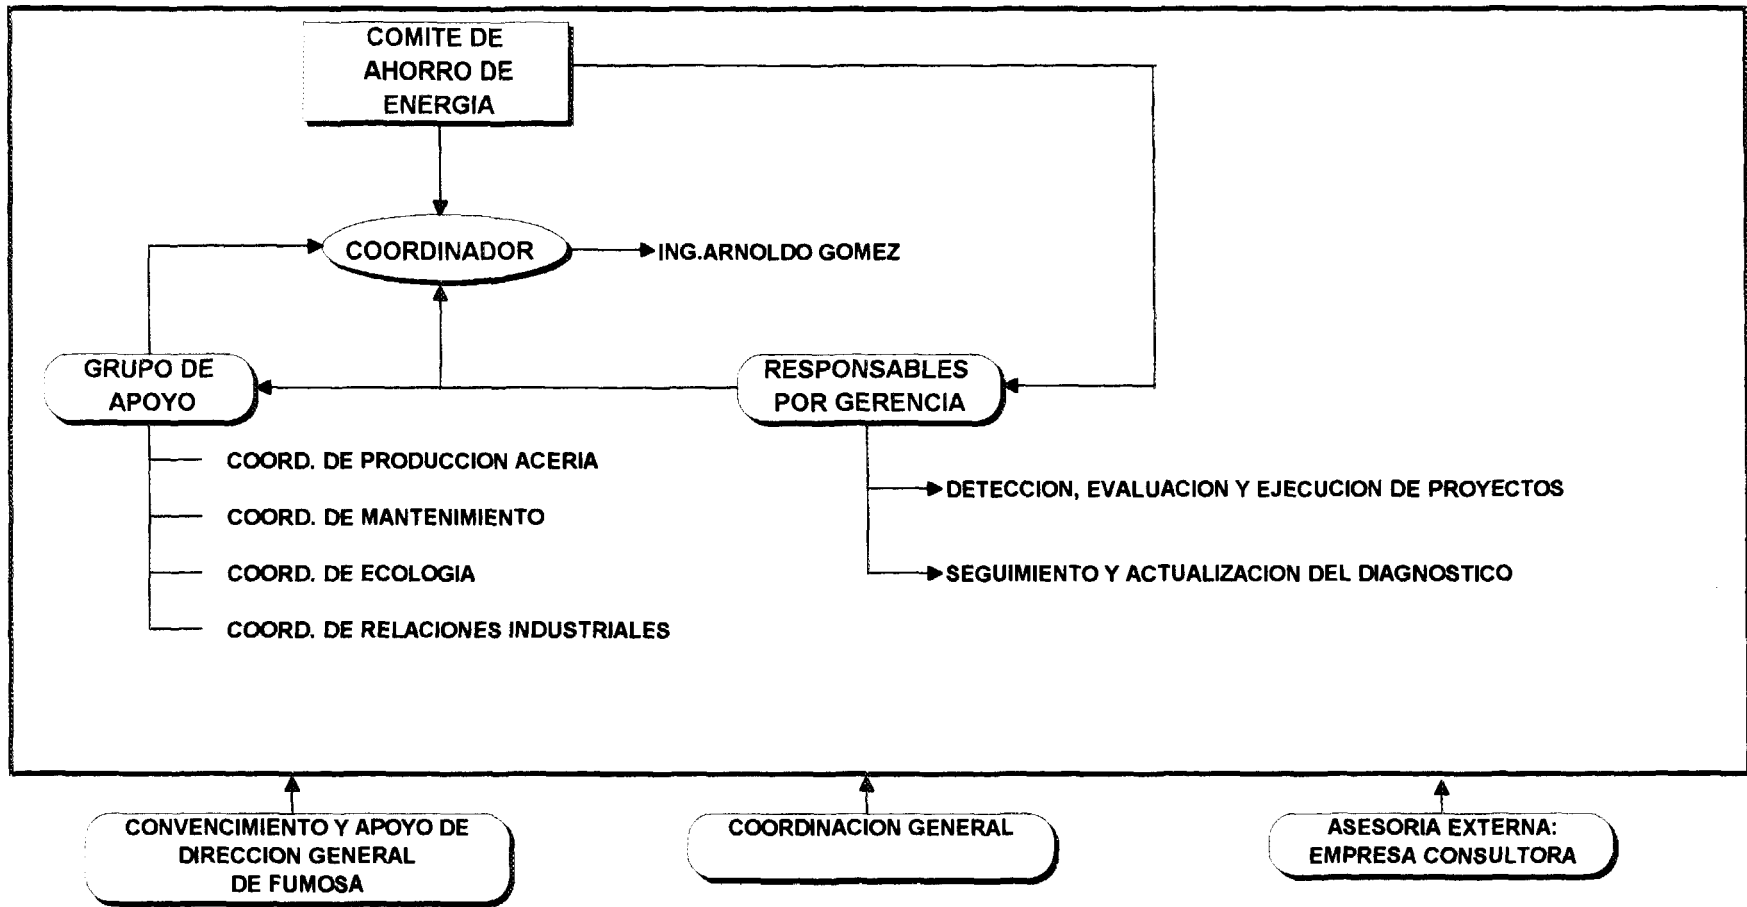 COMITE DE
AHORRO DE
ENERGIA
COORDINADOR
ING.ARNOLDO GOMEZ
GRUPO DE
APOYO
RESPONSABLES
POR GERENCIA
COORD. DE PRODUCCION ACERIA
COORD. DE MANTENIMIENTO
COORD. DE ECOLOGIA
COORD. DE RELACIONES INDUSTRIALES
DETECCION, EVALUACION Y EJECUCION DE PROYECTOS
SEGUIMIENTO Y ACTUALIZACION DEL DIAGNOSTICO
CONVENCIMIENTO Y APOYO DE
DIRECCION GENERAL
DE FUMOSA
COORDINACION GENERAL
ASESORIA EXTERNA:
EMPRESA CONSULTORA